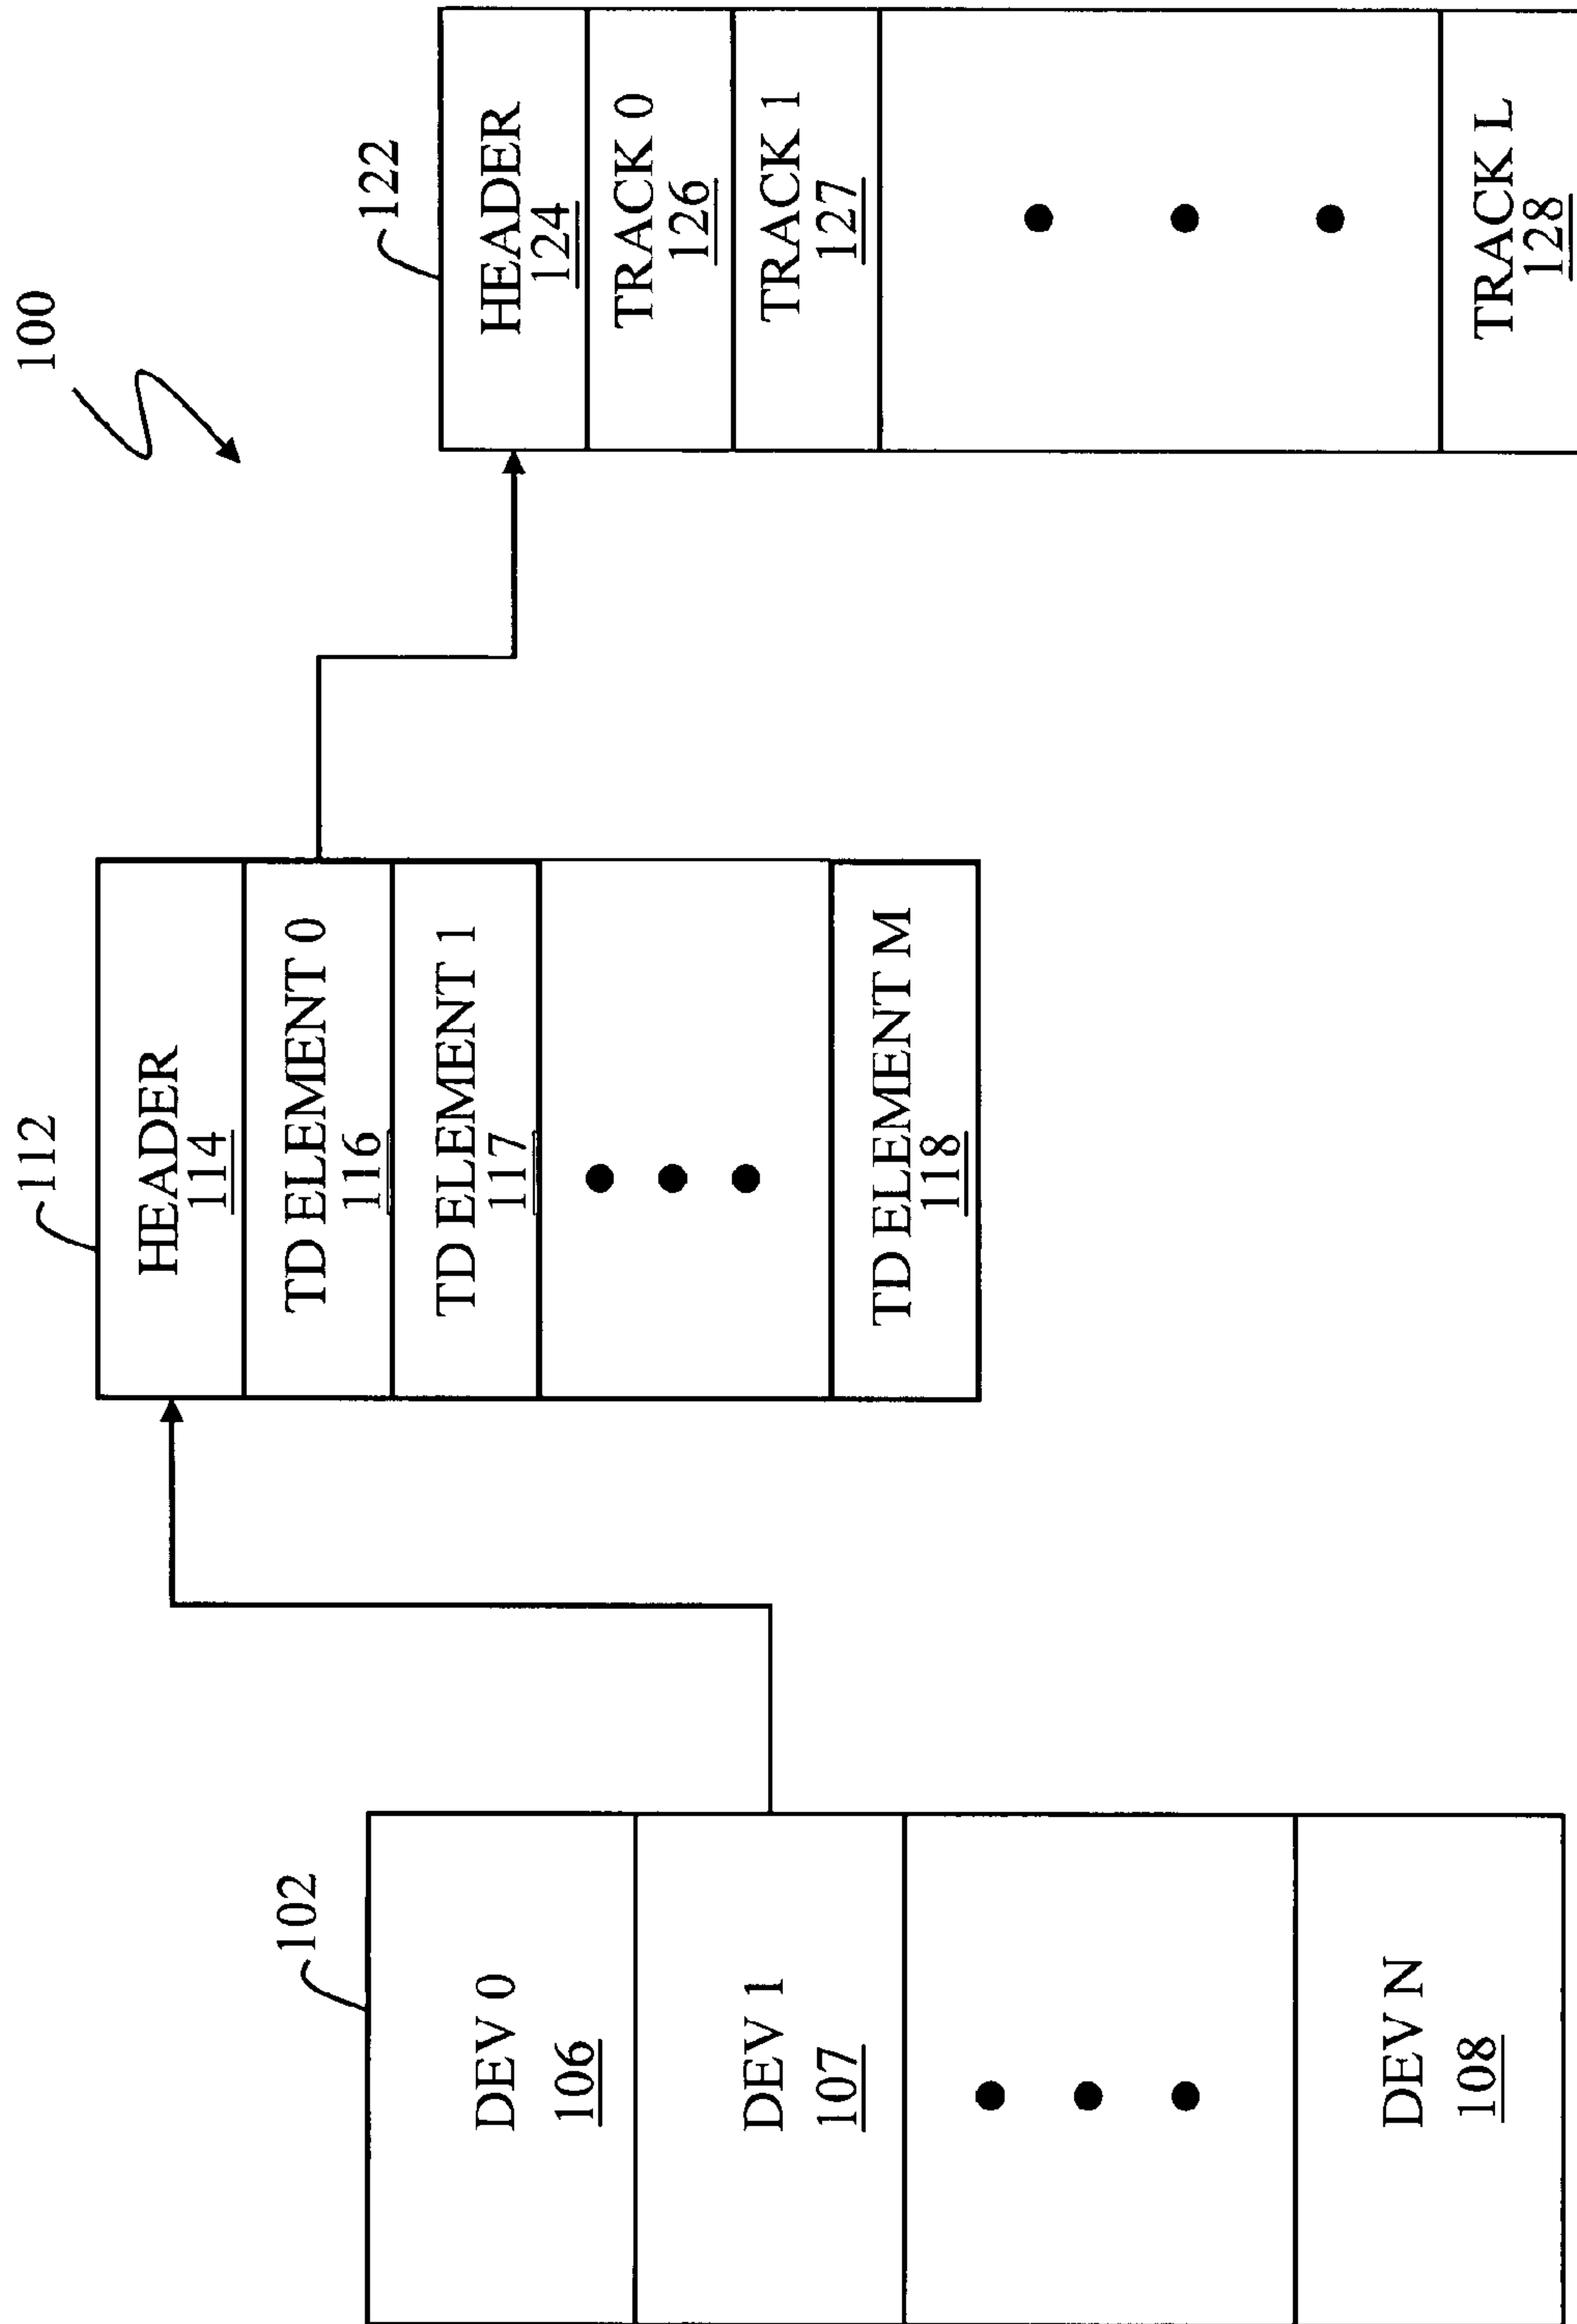 100
102
DEV 0
106
DEV 1
107
DEV N
108
112
HEADER
114
TD ELEMENT 0
116
TD ELEMENT 1
117
TD ELEMENT M
118
122
HEADER
124
TRACK 0
126
TRACK 1
127
TRACK L
128